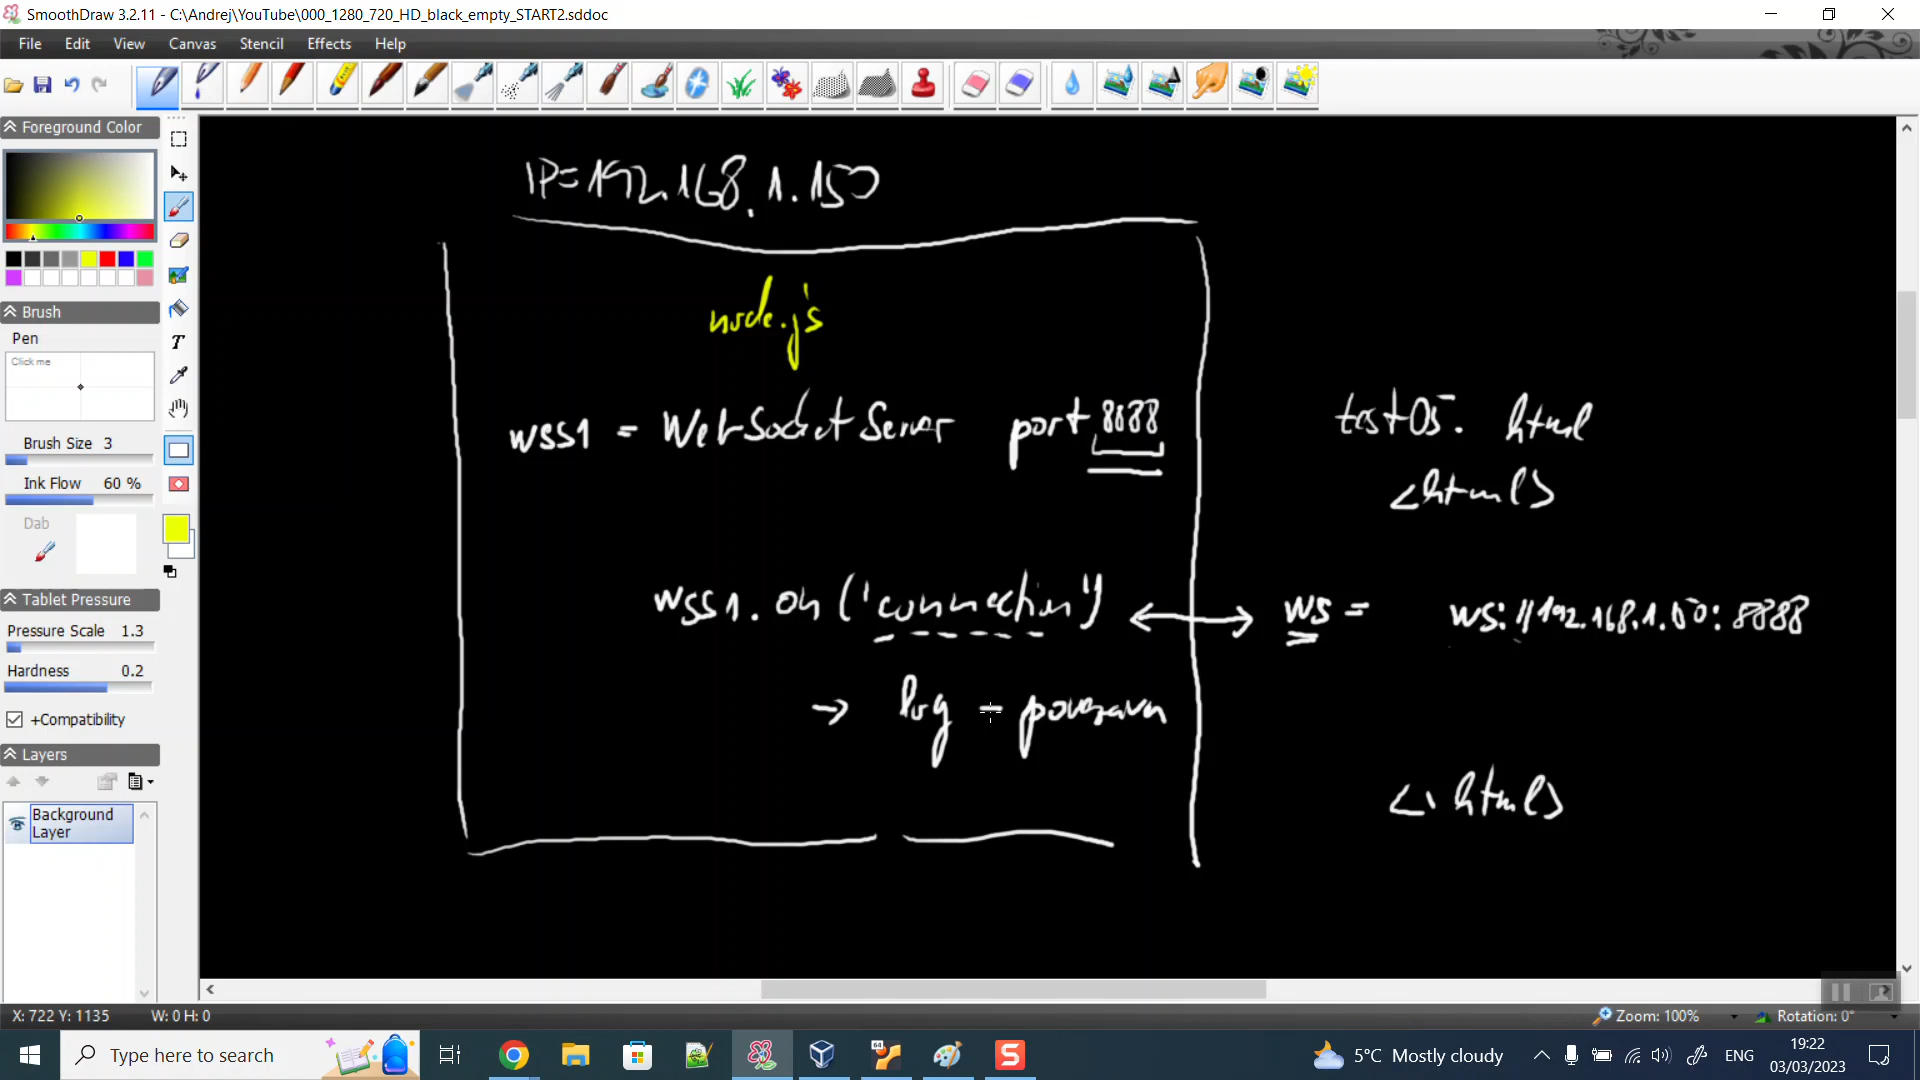 SmoothDraw 3.2.11 - C:\Andrej\YouTube\000_1280_720_HD_black_empty_START2.sddoc
File Edit View Canvas Stencil Effects Help
Foreground Color
Brush
Pen
Click me
Brush Size 3
Ink Flow 60 %
Dab
Tablet Pressure
Pressure Scale 1.3
Hardness 0.2
+Compatibility
Layers
Background
Layer
IP=192.168.1.150
node.js
wss1 = WebSocketServer port 8888
wss1.on('connection')
→ log =
test05.html
<html>
ws = ws://192.168.1.150:8888
<\html>
X: 722 Y: 1135 W: 0 H: 0
Zoom: 100% Rotation: 0°
Type here to search
64
S
5°C Mostly cloudy
ENG
19:22
03/03/2023